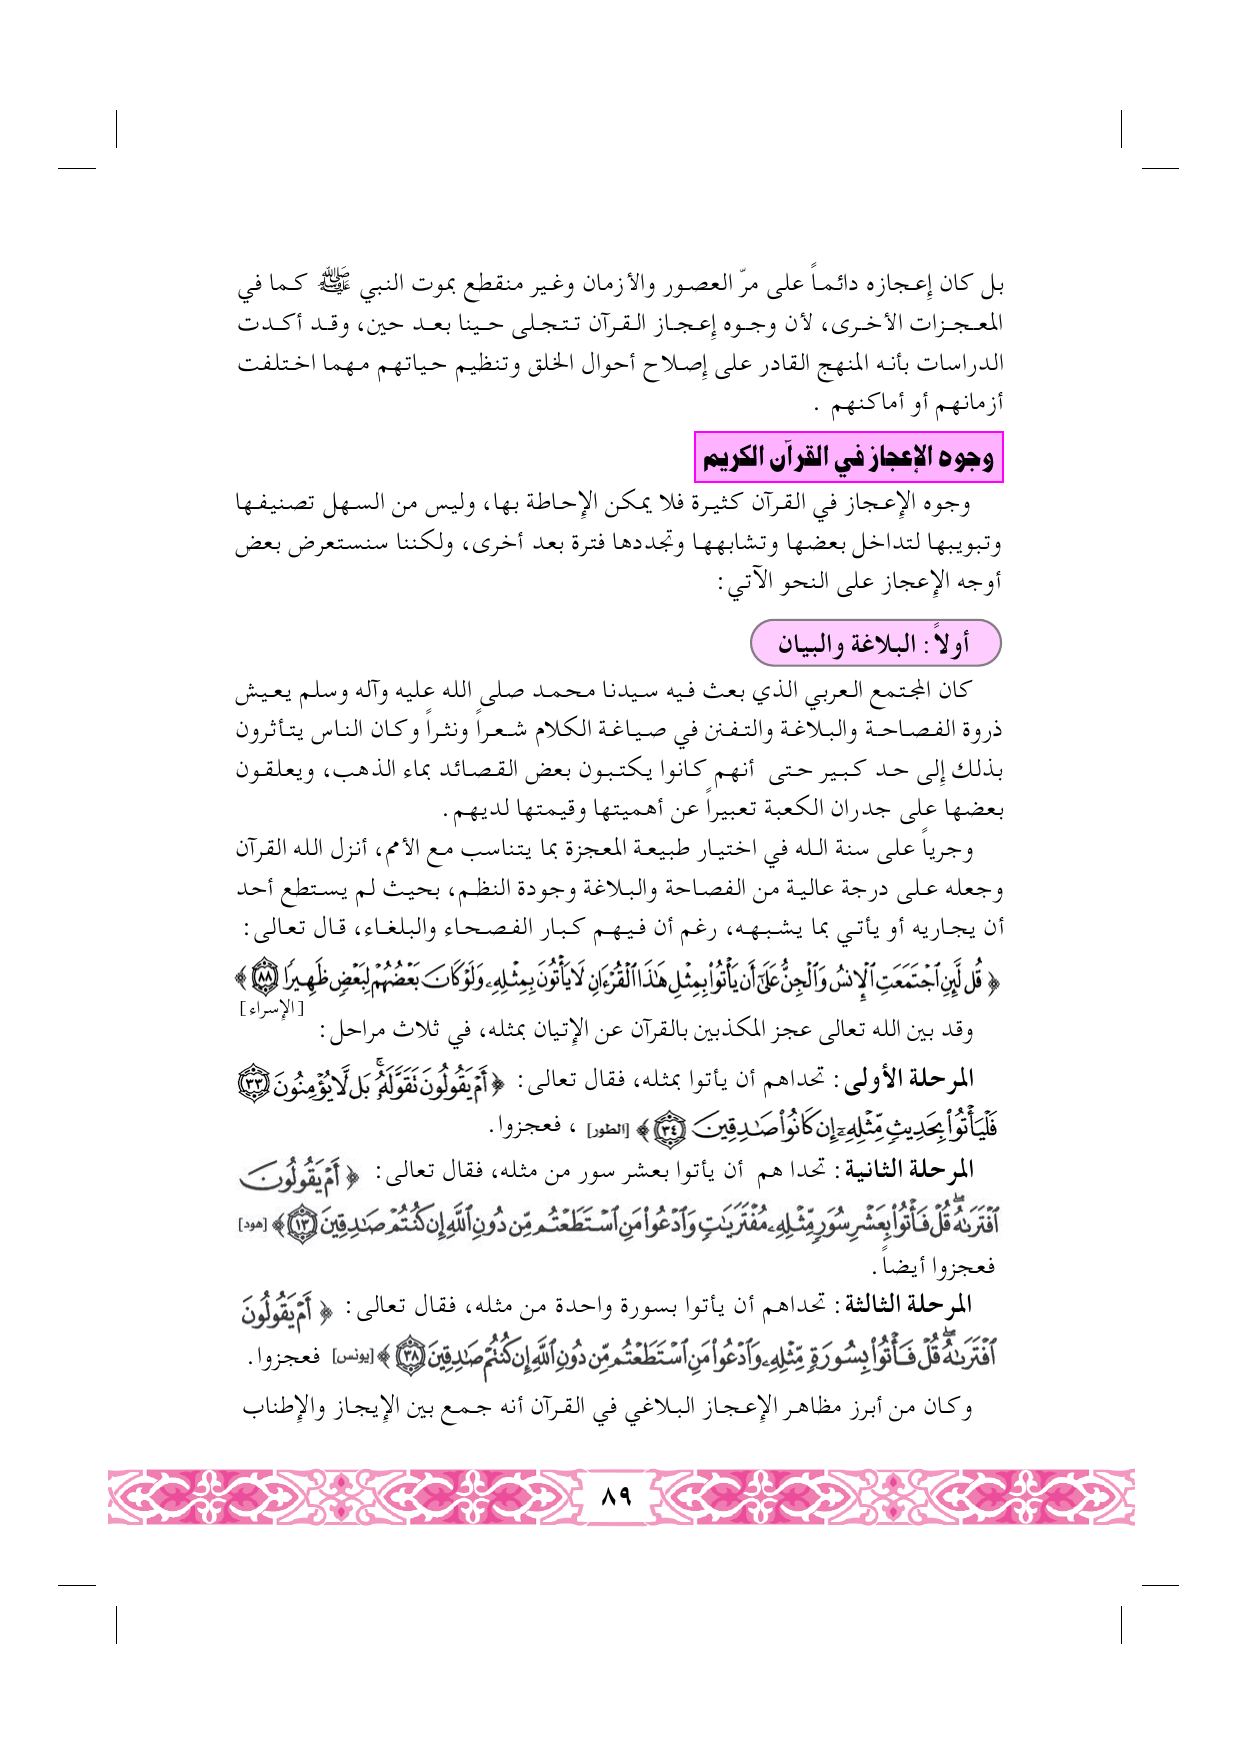 بل كان إعجازه دائماً على مرّ العصور والأزمان وغير منقطع بموت النبي ﷺ كما في
المعجزات الأخرى، لأن وجوه إعجاز القرآن تتجلى حينا بعد حين، وقد أكدت
الدراسات بأنه المنهج القادر على إصلاح أحوال الخلق وتنظيم حياتهم مهما اختلفت
أزمانهم أو أماكنهم .
وجوه الإعجاز في القرآن الكريم
وجوه الإعجاز في القرآن كثيرة فلا يمكن الإحاطة بها، وليس من السهل تصنيفها
وتبويبها لتداخل بعضها وتشابهها وتجددها فترة بعد أخرى، ولكننا سنستعرض بعض
أوجه الإعجاز على النحو الآتي:
أولاً : البلاغة والبيان
كان المجتمع العربي الذي بعث فيه سيدنا محمد صلى الله عليه وآله وسلم يعيش
ذروة الفصاحة والبلاغة والتفنن في صياغة الكلام شعراً ونثراً وكان الناس يتأثرون
بذلك إلى حد كبير حتى أنهم كانوا يكتبون بعض القصائد بماء الذهب، ويعلقون
بعضها على جدران الكعبة تعبيراً عن أهميتها وقيمتها لديهم.
وجرياً على سنة الله في اختيار طبيعة المعجزة بما يتناسب مع الأمم، أنزل الله القرآن
وجعله على درجة عالية من الفصاحة والبلاغة وجودة النظم، بحيث لم يستطع أحد
أن يجاريه أو يأتي بما يشبهه، رغم أن فيهم كبار الفصحاء والبلغاء، قال تعالى:
﴿ قُل لَّئِنِ ٱجْتَمَعَتِ ٱلْإِنسُ وَٱلْجِنُّ عَلَىٰٓ أَن يَأْتُوا۟ بِمِثْلِ هَٰذَا ٱلْقُرْءَانِ لَا يَأْتُونَ بِمِثْلِهِۦ وَلَوْ كَانَ بَعْضُهُمْ لِبَعْضٍ ظَهِيرًا ٨٨ ﴾
[الإسراء]
وقد بين الله تعالى عجز المكذبين بالقرآن عن الإتيان بمثله، في ثلاث مراحل:
المرحلة الأولى : تحداهم أن يأتوا بمثله، فقال تعالى: ﴿ أَمْ يَقُولُونَ تَقَوَّلَهُۥ ۚ بَل لَّا يُؤْمِنُونَ ٣٣
فَلْيَأْتُوا۟ بِحَدِيثٍ مِّثْلِهِۦٓ إِن كَانُوا۟ صَٰدِقِينَ ٣٤ ﴾ [الطور] ، فعجزوا.
المرحلة الثانية : تحدا هم أن يأتوا بعشر سور من مثله، فقال تعالى: ﴿ أَمْ يَقُولُونَ
ٱفْتَرَىٰهُ ۖ قُلْ فَأْتُوا۟ بِعَشْرِ سُوَرٍ مِّثْلِهِۦ مُفْتَرَيَٰتٍ وَٱدْعُوا۟ مَنِ ٱسْتَطَعْتُم مِّن دُونِ ٱللَّهِ إِن كُنتُمْ صَٰدِقِينَ ١٣ ﴾ [هود]
فعجزوا أيضاً.
المرحلة الثالثة : تحداهم أن يأتوا بسورة واحدة من مثله، فقال تعالى: ﴿ أَمْ يَقُولُونَ
ٱفْتَرَىٰهُ ۖ قُلْ فَأْتُوا۟ بِسُورَةٍ مِّثْلِهِۦ وَٱدْعُوا۟ مَنِ ٱسْتَطَعْتُم مِّن دُونِ ٱللَّهِ إِن كُنتُمْ صَٰدِقِينَ ٣٨ ﴾ [يونس] فعجزوا.
وكان من أبرز مظاهر الإعجاز البلاغي في القرآن أنه جمع بين الإيجاز والإطناب
٨٩